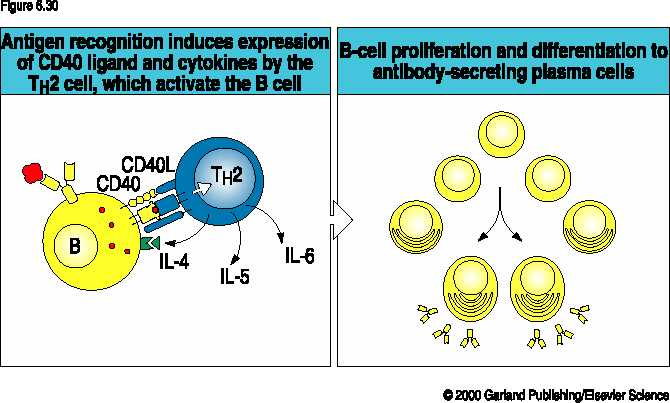 Figure 6.30
Antigen recognition induces expression
of CD40 ligand and cytokines by the
TH2 cell, which activate the B cell
B-cell proliferation and differentiation to
antibody-secreting plasma cells
CD40L
CD40
TH2
B
IL-4
IL-5
IL-6
© 2000 Garland Publishing/Elsevier Science